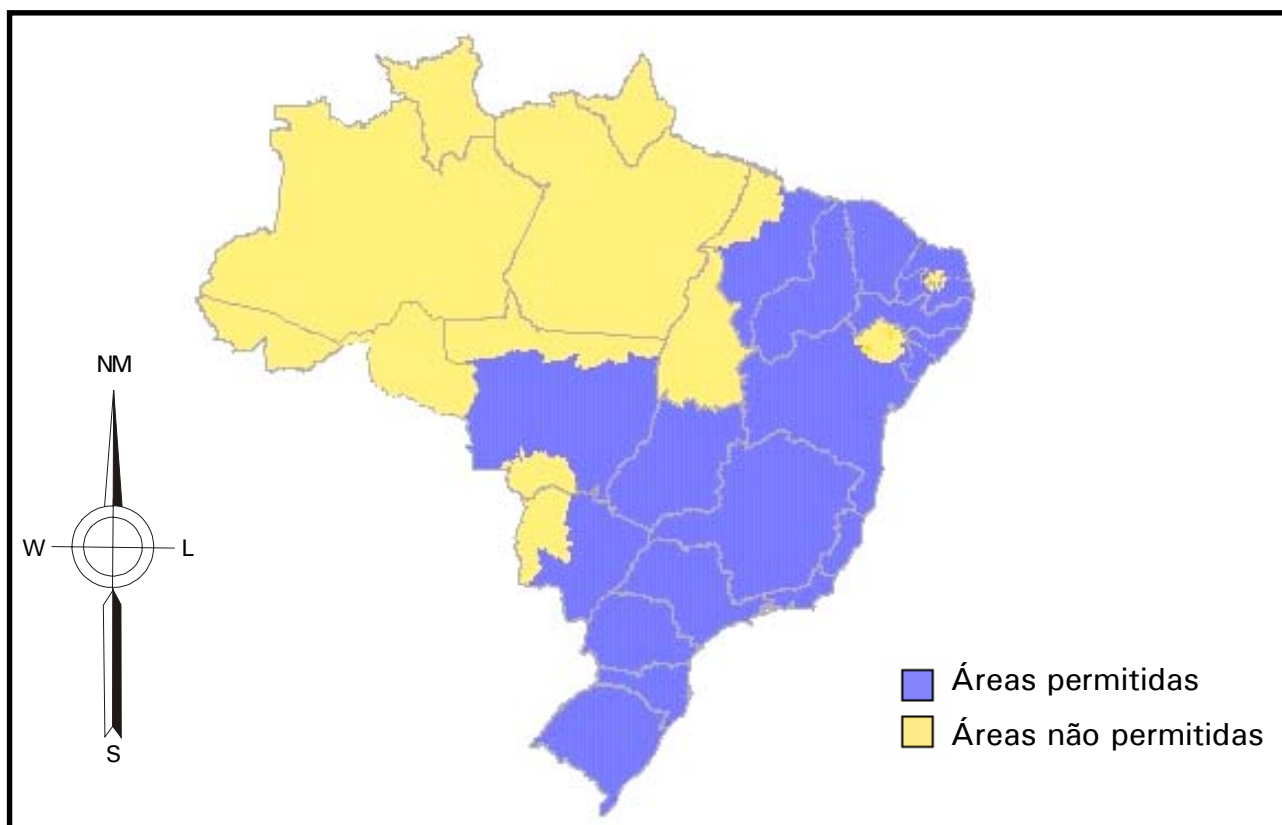 NM
W
L
S
Áreas permitidas
Áreas não permitidas